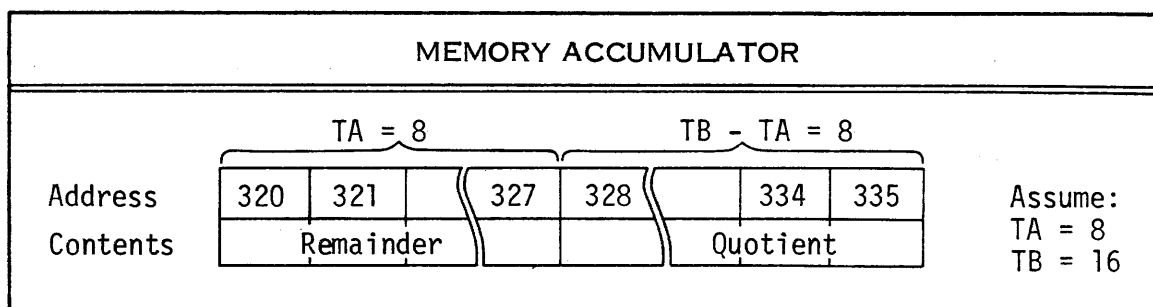 MEMORY ACCUMULATOR
TA = 8 TB - TA = 8
Address 320 321 327 328 334 335 Assume:
Contents Remainder Quotient TA = 8
TB = 16